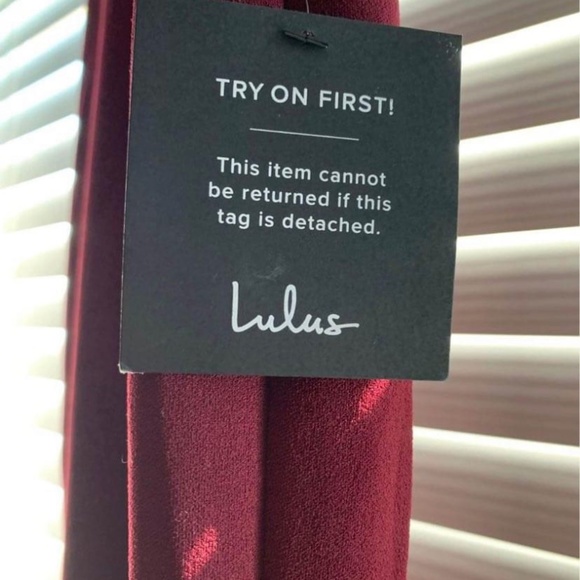 TRY ON FIRST!
This item cannot
be returned if this
tag is detached.
Lulus